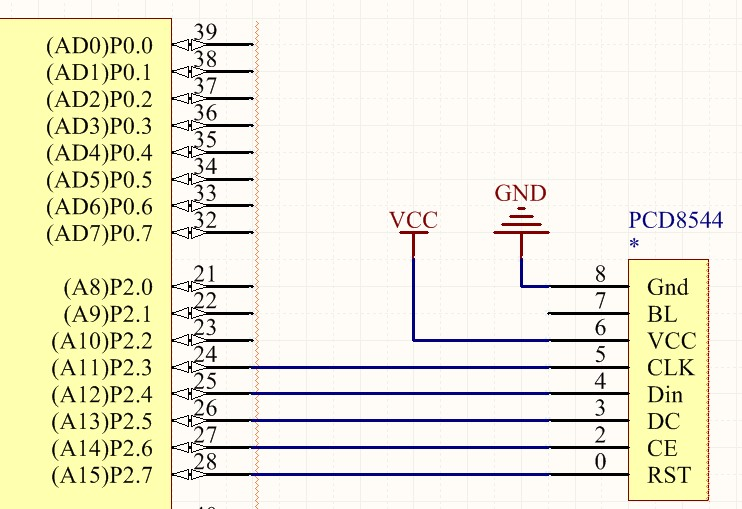 39
(AD0)P0.0
38
(AD1)P0.1
37
(AD2)P0.2
36
(AD3)P0.3
35
(AD4)P0.4
34
(AD5)P0.5
33
(AD6)P0.6
32
(AD7)P0.7
GND
VCC
PCD8544
*
21
(A8)P2.0
22
(A9)P2.1
23
(A10)P2.2
24
(A11)P2.3
25
(A12)P2.4
26
(A13)P2.5
27
(A14)P2.6
28
(A15)P2.7
8 Gnd
7 BL
6 VCC
5 CLK
4 Din
3 DC
2 CE
0 RST